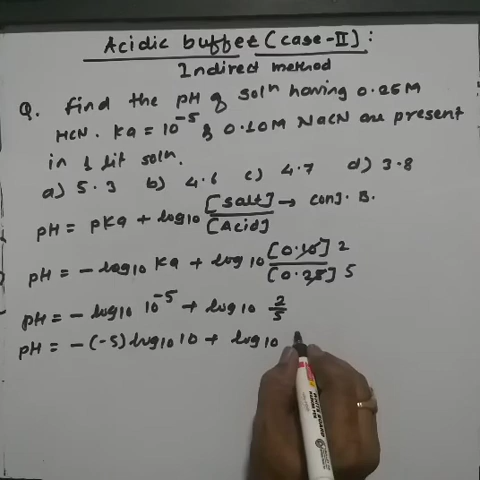 Acidic buffer (case-II) :
Indirect method
Q. find the pH of solⁿ having 0.25M
HCN. Ka = 10⁻⁵ & 0.10M NaCN are present
in 1 lit solⁿ.
a) 5.3 b) 4.6 c) 4.7 d) 3.8
pH = pKa + log10 [Salt]/[Acid] → conj. B.
pH = - log10 Ka + log10 [0.10] 2/[0.25] 5
pH = - log10 10⁻⁵ + log10 2/5
pH = - (-5) log10 10 + log10